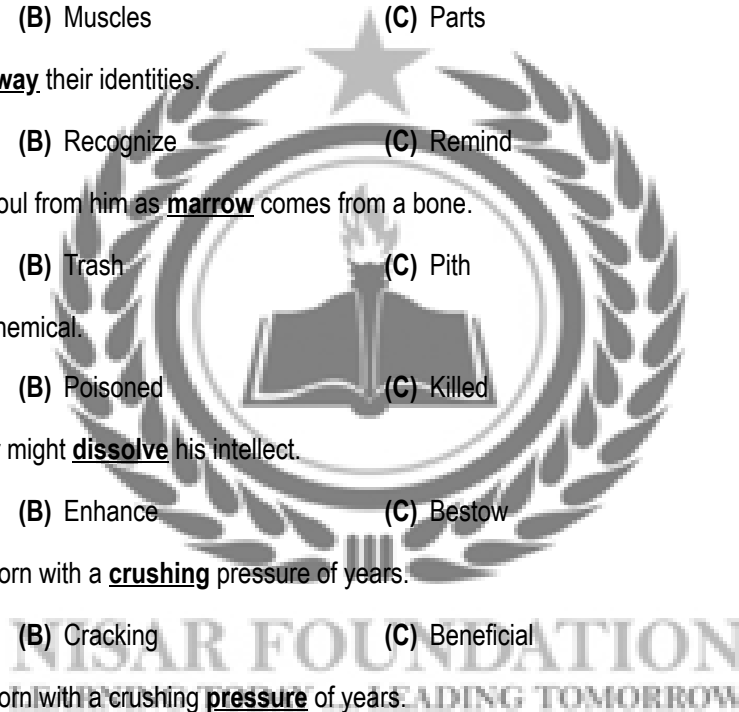 (B) Muscles (C) Parts
way their identities.
(B) Recognize (C) Remind
oul from him as marrow comes from a bone.
(B) Trash (C) Pith
hemical.
(B) Poisoned (C) Killed
might dissolve his intellect.
(B) Enhance (C) Bestow
orn with a crushing pressure of years.
NISAR FOUNDATION
(B) Cracking (C) Beneficial
orn with a crushing pressure of years.
LEADING TOMORROW